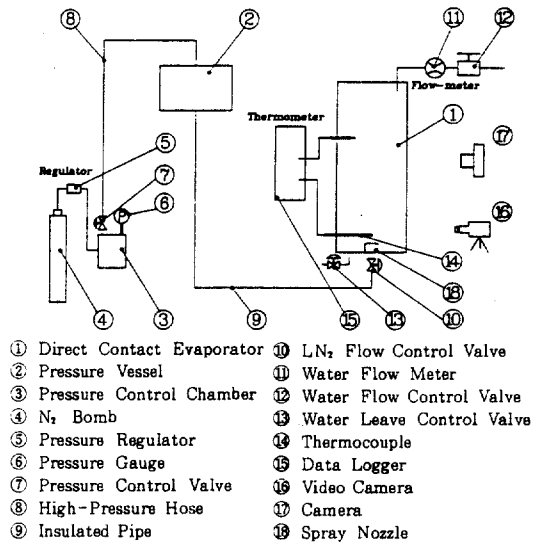 ⑧ ② ⑪ ⑫
Flow-meter
Thermometer ①
⑤ ⑰
Regulator
⑦
⑥
P
⑯
⑭
⑱
④ ③ ⑨ ⑮ ⑬ ⑩
① Direct Contact Evaporator
② Pressure Vessel
③ Pressure Control Chamber
④ N₂ Bomb
⑤ Pressure Regulator
⑥ Pressure Gauge
⑦ Pressure Control Valve
⑧ High-Pressure Hose
⑨ Insulated Pipe
⑩ LN₂ Flow Control Valve
⑪ Water Flow Meter
⑫ Water Flow Control Valve
⑬ Water Leave Control Valve
⑭ Thermocouple
⑮ Data Logger
⑯ Video Camera
⑰ Camera
⑱ Spray Nozzle